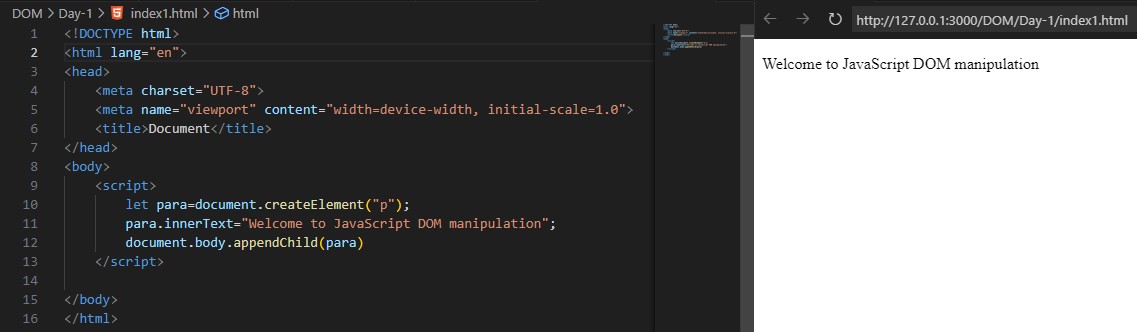 DOM > Day-1 > index1.html > html
1 <!DOCTYPE html>
2 <html lang="en">
3 <head>
4 <meta charset="UTF-8">
5 <meta name="viewport" content="width=device-width, initial-scale=1.0">
6 <title>Document</title>
7 </head>
8 <body>
9 <script>
10 let para=document.createElement("p");
11 para.innerText="Welcome to JavaScript DOM manipulation";
12 document.body.appendChild(para)
13 </script>
14
15 </body>
16 </html>
http://127.0.0.1:3000/DOM/Day-1/index1.html
Welcome to JavaScript DOM manipulation